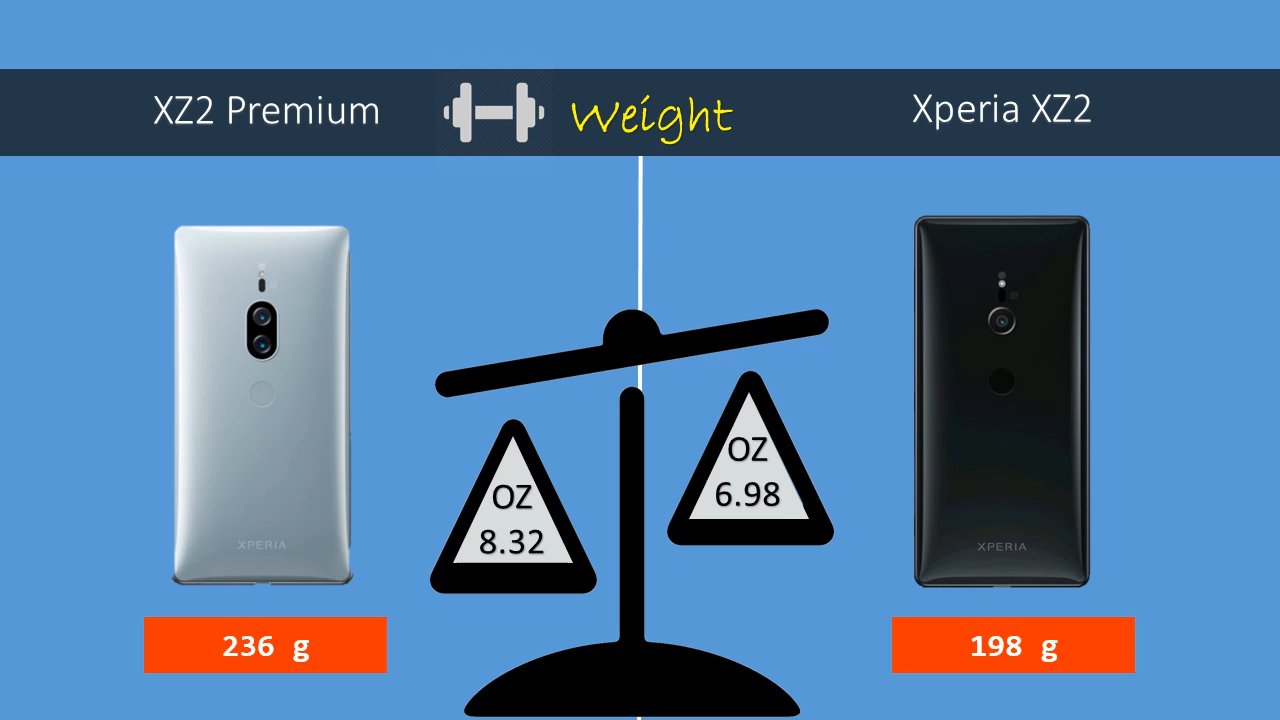 XZ2 Premium
Weight
Xperia XZ2
OZ
8.32
OZ
6.98
XPERIA
XPERIA
236 g
198 g